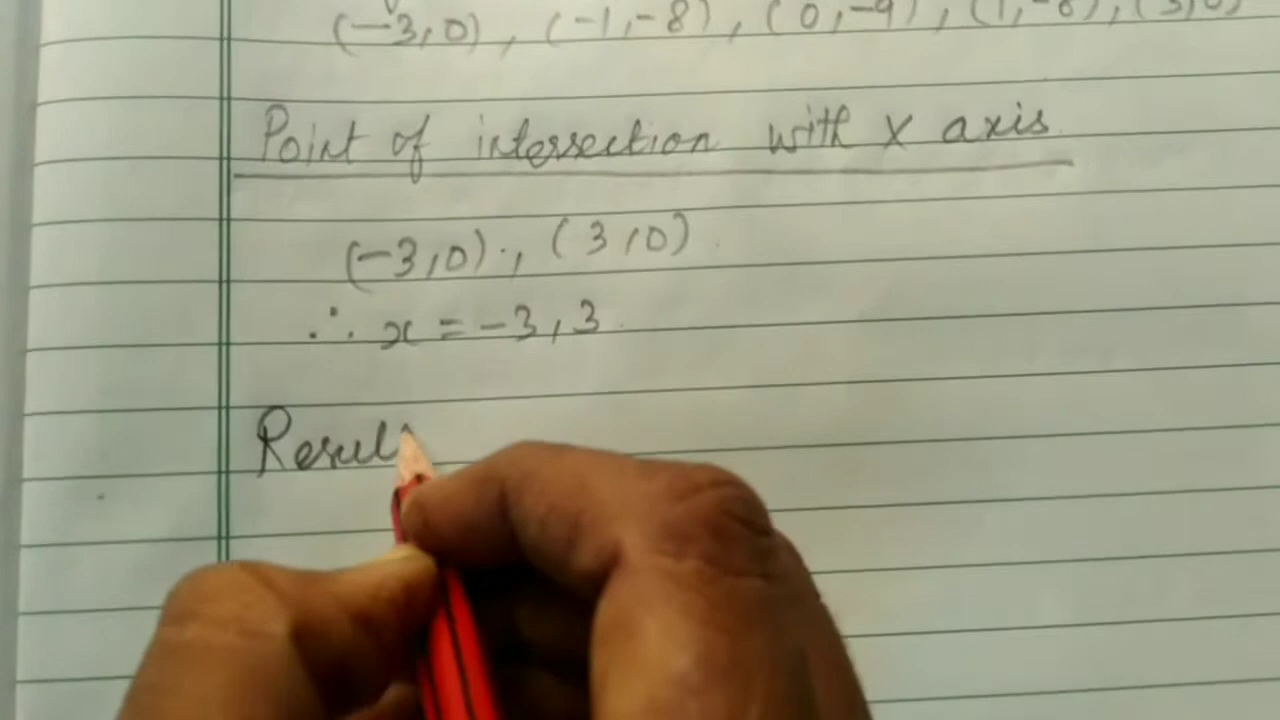 (-3,0), (-1,-8), (0,-9), (1,-8), (3,0)
Point of intersection with X axis
(-3,0)., (3,0).
∴ x = -3, 3.
Resul